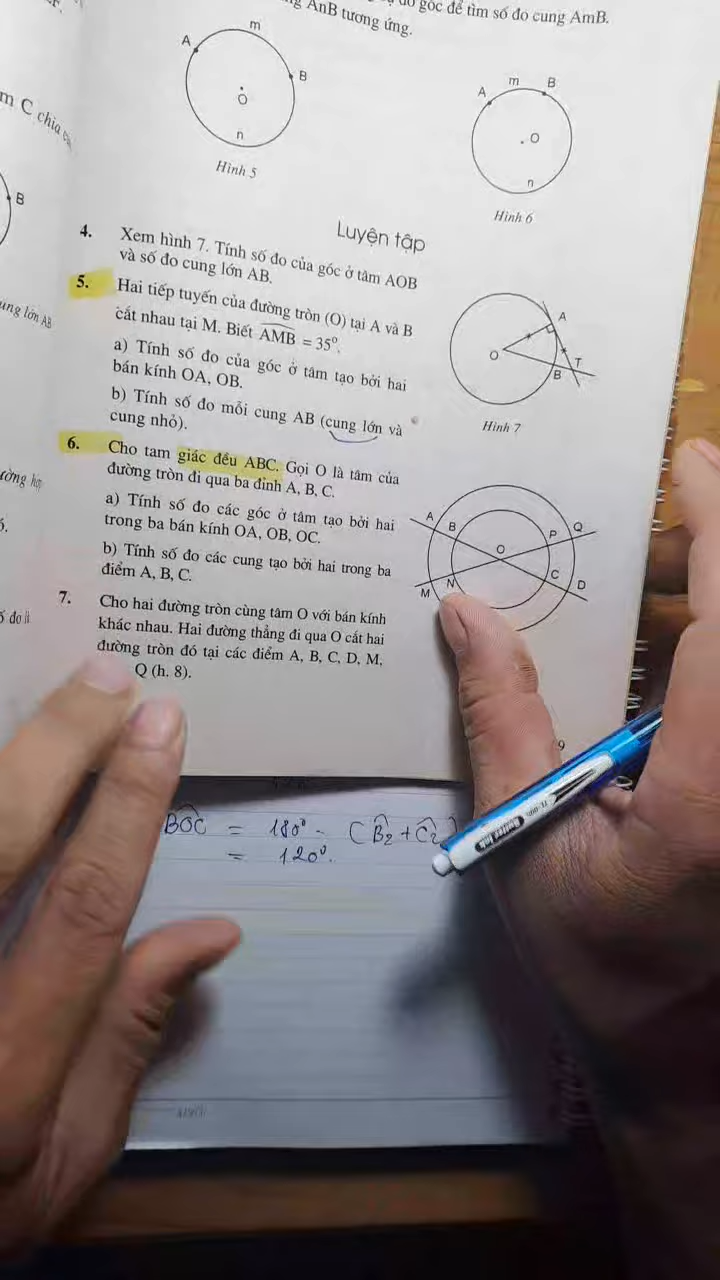 AnB tương ứng.
góc để tìm số đo cung AmB.
m
A
B
O
n
Hình 5
m
B
A
O
n
Hình 6
m C chia
B
ung lớn AB
Luyện tập
4. Xem hình 7. Tính số đo của góc ở tâm AOB
và số đo cung lớn AB.
5. Hai tiếp tuyến của đường tròn (O) tại A và B
cắt nhau tại M. Biết AMB = 35°.
a) Tính số đo của góc ở tâm tạo bởi hai
bán kính OA, OB.
b) Tính số đo mỗi cung AB (cung lớn và
cung nhỏ).
A
O
T
B
Hình 7
6. Cho tam giác đều ABC. Gọi O là tâm của
đường tròn đi qua ba đỉnh A, B, C.
a) Tính số đo các góc ở tâm tạo bởi hai
trong ba bán kính OA, OB, OC.
b) Tính số đo các cung tạo bởi hai trong ba
điểm A, B, C.
A
B
P
Q
O
M
N
C
D
7. Cho hai đường tròn cùng tâm O với bán kính
khác nhau. Hai đường thẳng đi qua O cắt hai
đường tròn đó tại các điểm A, B, C, D, M,
Q (h. 8).
9
BOC = 180° - (B2 + C2)
= 120°.